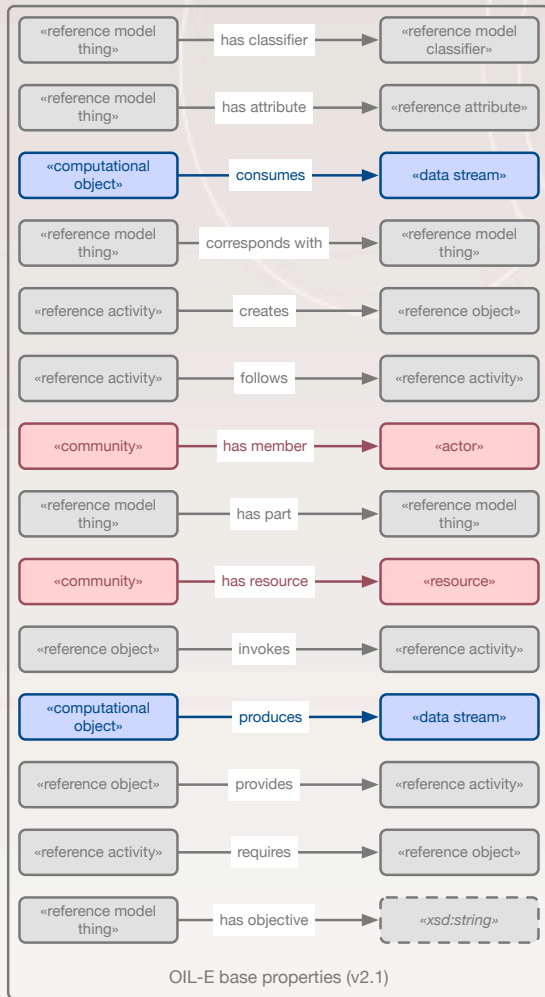 «reference model
thing»
has classifier
«reference model
classifier»
«reference model
thing»
has attribute
«reference attribute»
«computational
object»
consumes
«data stream»
«reference model
thing»
corresponds with
«reference model
thing»
«reference activity»
creates
«reference object»
«reference activity»
follows
«reference activity»
«community»
has member
«actor»
«reference model
thing»
has part
«reference model
thing»
«community»
has resource
«resource»
«reference object»
invokes
«reference activity»
«computational
object»
produces
«data stream»
«reference object»
provides
«reference activity»
«reference activity»
requires
«reference object»
«reference model
thing»
has objective
«xsd:string»
OIL-E base properties (v2.1)